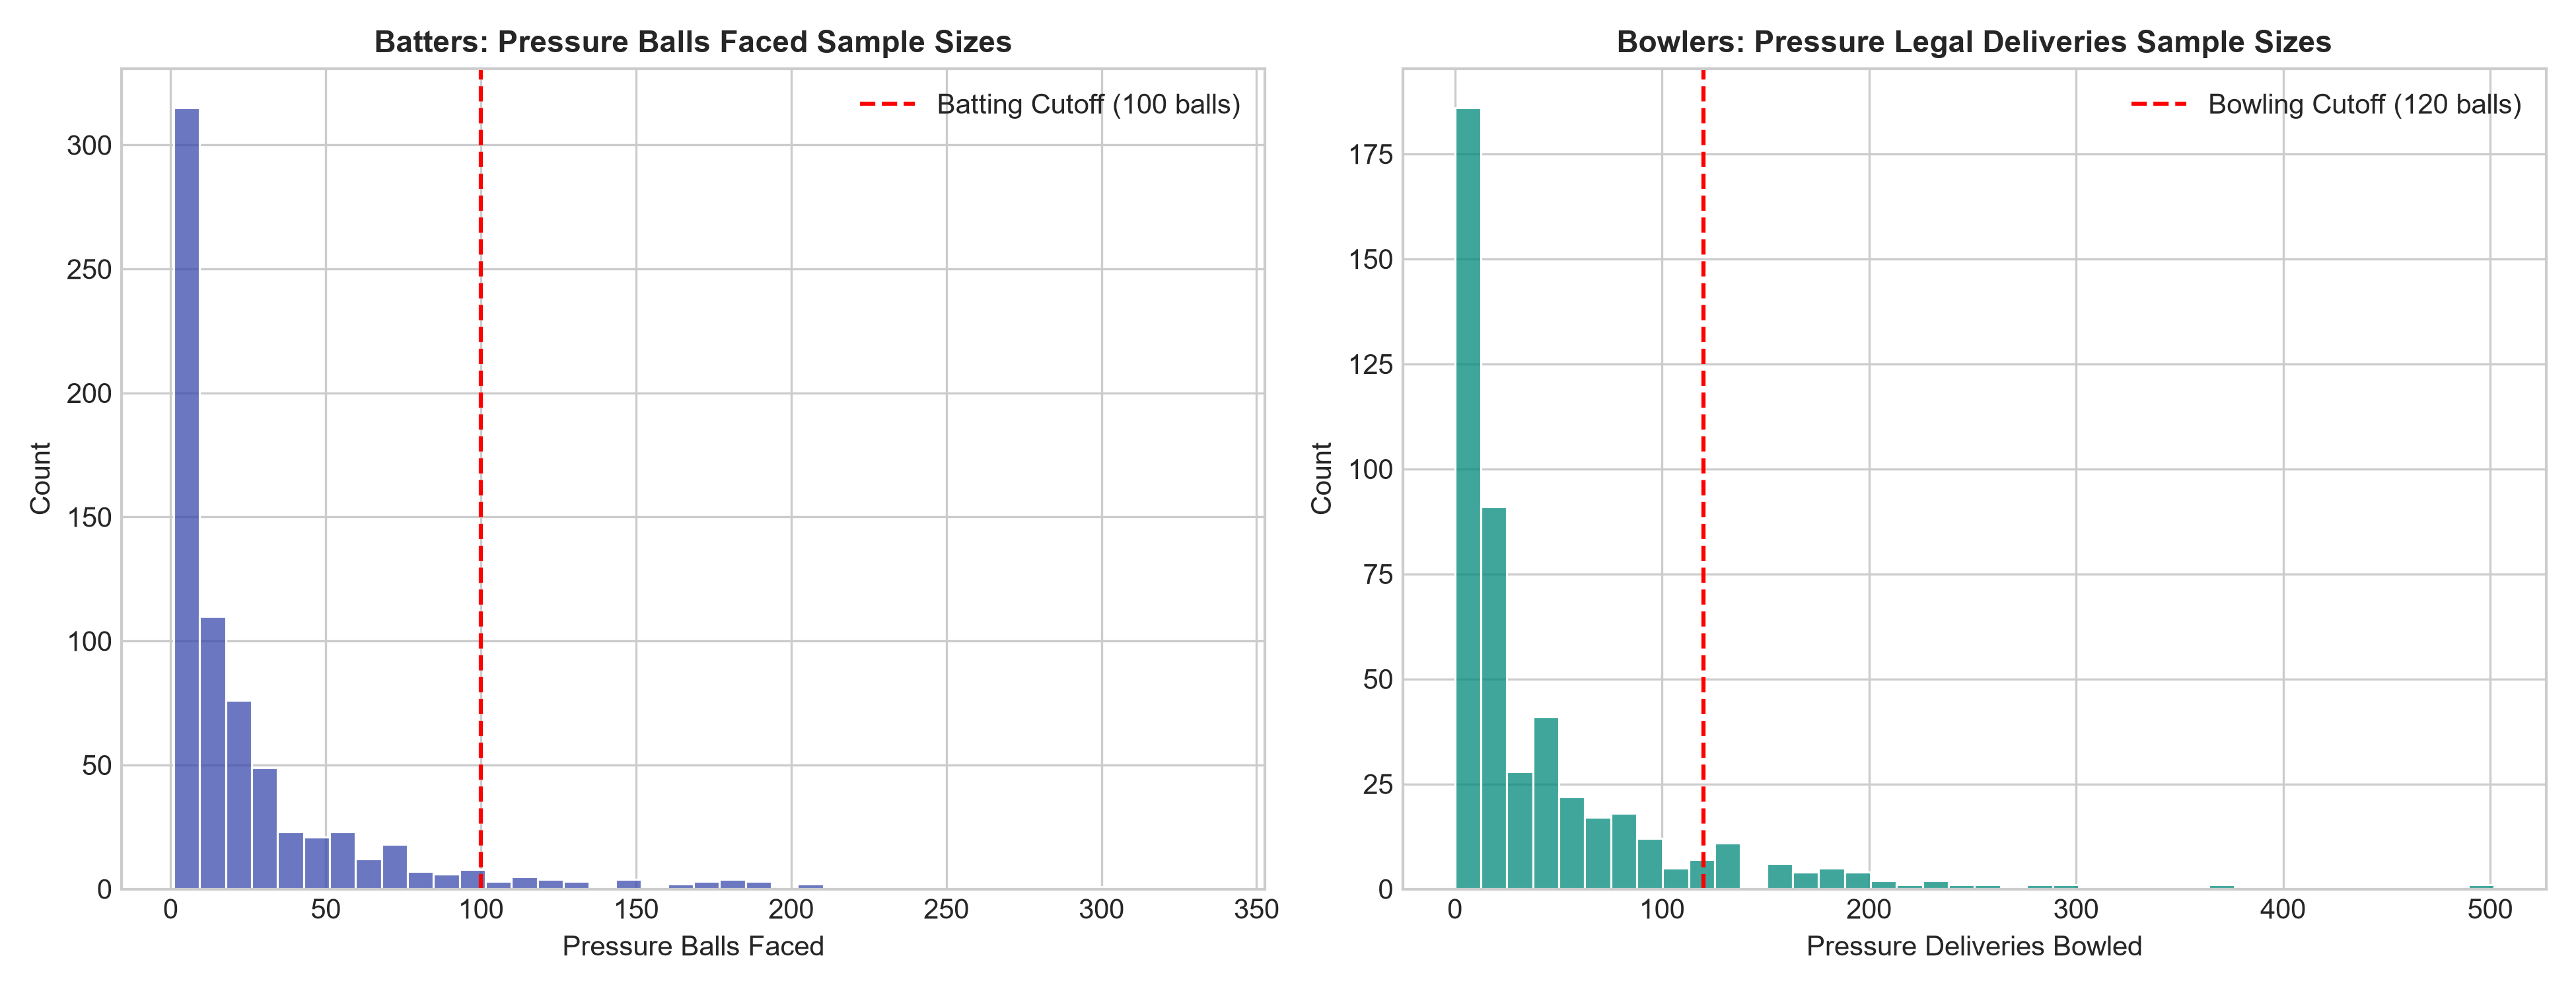 Batters: Pressure Balls Faced Sample Sizes
Batting Cutoff (100 balls)
300
250
200
150
100
50
0
Count
0 50 100 150 200 250 300 350
Pressure Balls Faced
Bowlers: Pressure Legal Deliveries Sample Sizes
Bowling Cutoff (120 balls)
175
150
125
100
75
50
25
0
Count
0 100 200 300 400 500
Pressure Deliveries Bowled